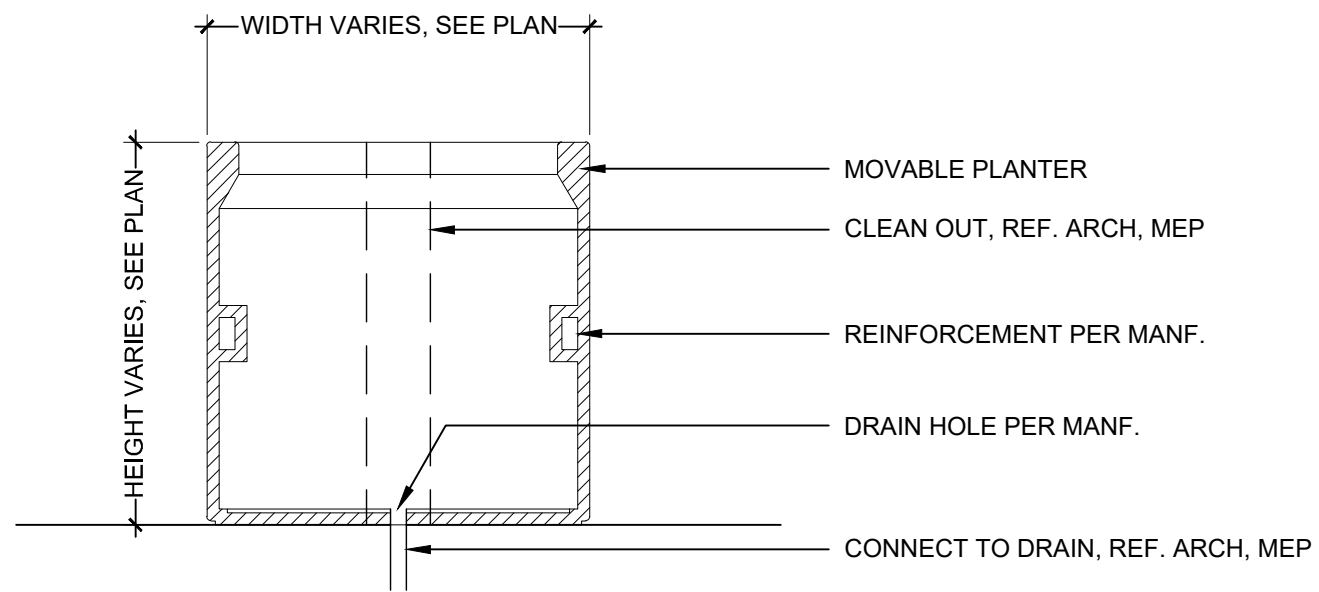 WIDTH VARIES, SEE PLAN
HEIGHT VARIES, SEE PLAN
MOVABLE PLANTER
CLEAN OUT, REF. ARCH, MEP
REINFORCEMENT PER MANF.
DRAIN HOLE PER MANF.
CONNECT TO DRAIN, REF. ARCH, MEP